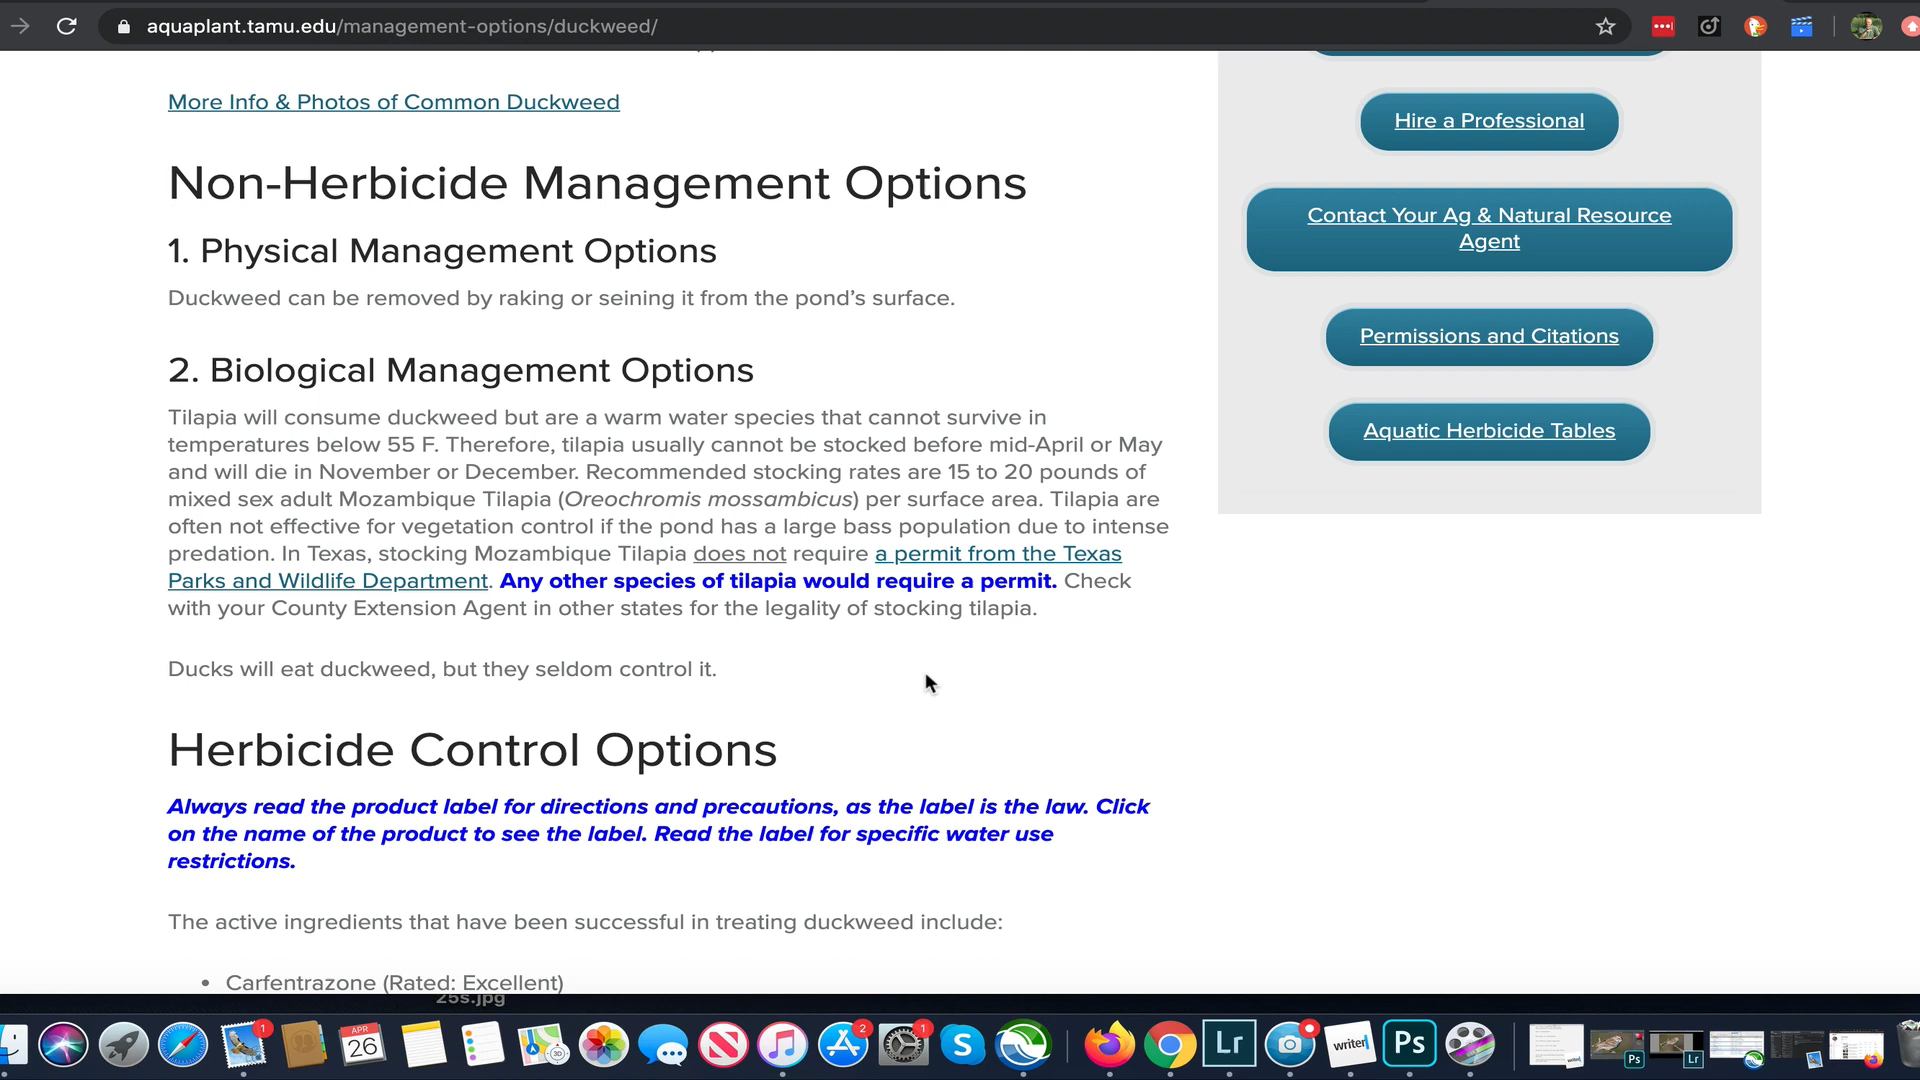 aquaplant.tamu.edu/management-options/duckweed/
More Info & Photos of Common Duckweed
Non-Herbicide Management Options
1. Physical Management Options
Duckweed can be removed by raking or seining it from the pond’s surface.
2. Biological Management Options
Tilapia will consume duckweed but are a warm water species that cannot survive in
temperatures below 55 F. Therefore, tilapia usually cannot be stocked before mid-April or May
and will die in November or December. Recommended stocking rates are 15 to 20 pounds of
mixed sex adult Mozambique Tilapia (Oreochromis mossambicus) per surface area. Tilapia are
often not effective for vegetation control if the pond has a large bass population due to intense
predation. In Texas, stocking Mozambique Tilapia does not require a permit from the Texas
Parks and Wildlife Department. Any other species of tilapia would require a permit. Check
with your County Extension Agent in other states for the legality of stocking tilapia.
Ducks will eat duckweed, but they seldom control it.
Herbicide Control Options
Always read the product label for directions and precautions, as the label is the law. Click
on the name of the product to see the label. Read the label for specific water use
restrictions.
The active ingredients that have been successful in treating duckweed include:
• Carfentrazone (Rated: Excellent)
Hire a Professional
Contact Your Ag & Natural Resource
Agent
Permissions and Citations
Aquatic Herbicide Tables
25s.jpg
1
APR
26
3D
2
1
S
Lr
writer
Ps
Ps
Lr